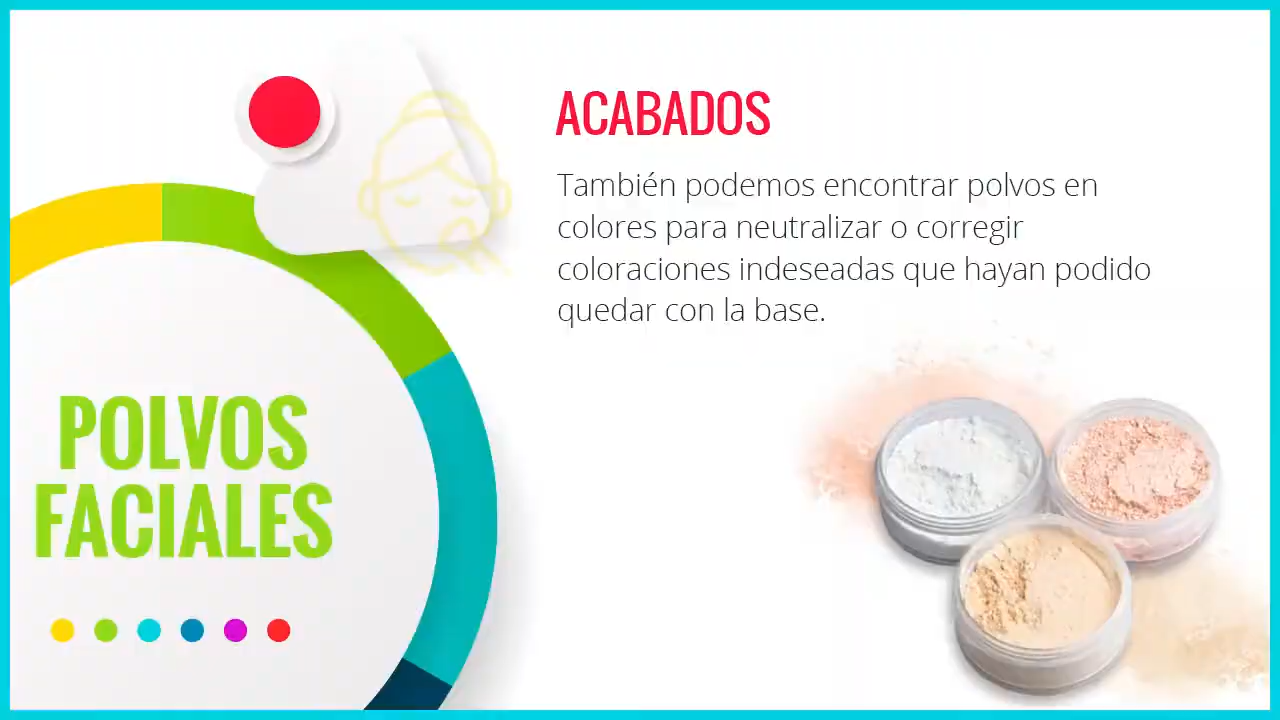 ACABADOS
También podemos encontrar polvos en
colores para neutralizar o corregir
coloraciones indeseadas que hayan podido
quedar con la base.
POLVOS
FACIALES